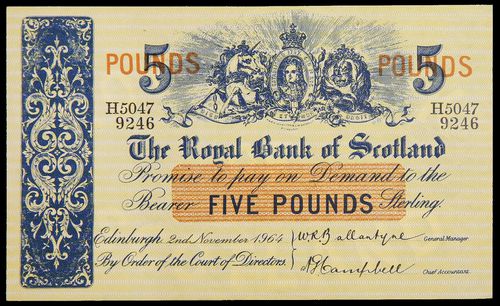 POUNDS 5 POUNDS 5
H5047 H5047
9246 9246
The Royal Bank of Scotland
Promise to pay on Demand to the
Bearer FIVE POUNDS Sterling.
Edinburgh 2nd November 1964 W.R.Ballantyne General Manager
By Order of the Court of Directors. A.G.Campbell Chief Accountant